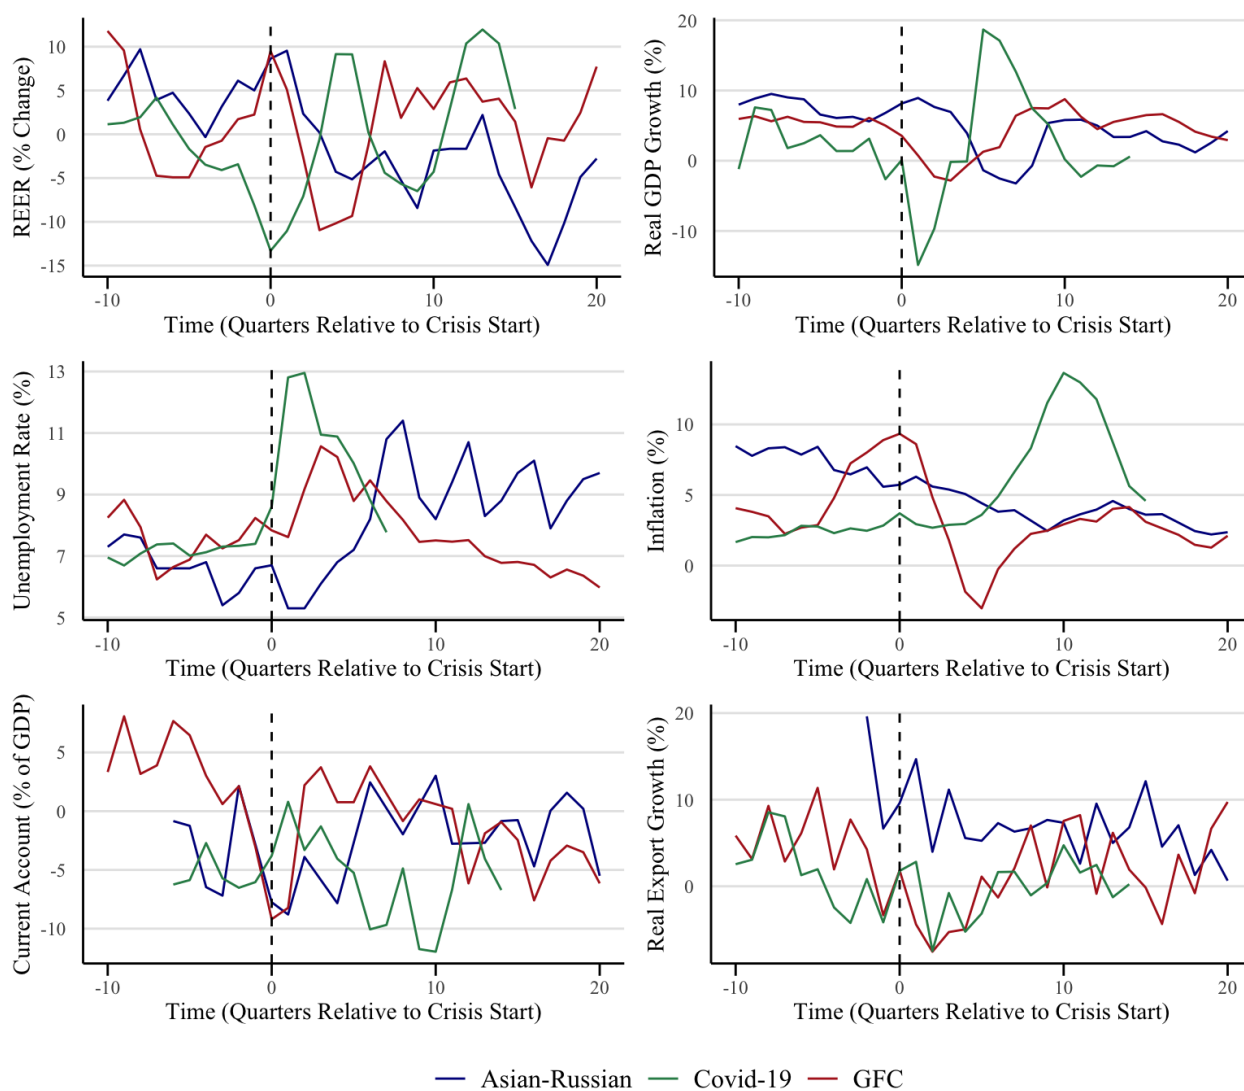 REER (% Change)
10
5
0
-5
-10
-15
-10 0 10 20
Time (Quarters Relative to Crisis Start)
Real GDP Growth (%)
20
10
0
-10
-10 0 10 20
Time (Quarters Relative to Crisis Start)
Unemployment Rate (%)
13
11
9
7
5
-10 0 10 20
Time (Quarters Relative to Crisis Start)
Inflation (%)
10
5
0
-10 0 10 20
Time (Quarters Relative to Crisis Start)
Current Account (% of GDP)
5
0
-5
-10
-10 0 10 20
Time (Quarters Relative to Crisis Start)
Real Export Growth (%)
20
10
0
-10 0 10 20
Time (Quarters Relative to Crisis Start)
Asian-Russian Covid-19 GFC